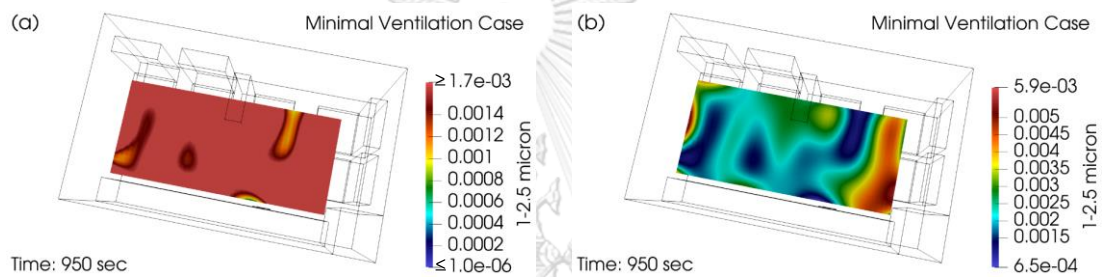 (a)
Minimal Ventilation Case
≥ 1.7e-03
0.0014
0.0012
0.001
0.0008
0.0006
0.0004
0.0002
≤ 1.0e-06
1-2.5 micron
Time: 950 sec
(b)
Minimal Ventilation Case
5.9e-03
0.005
0.0045
0.004
0.0035
0.003
0.0025
0.002
0.0015
6.5e-04
1-2.5 micron
Time: 950 sec